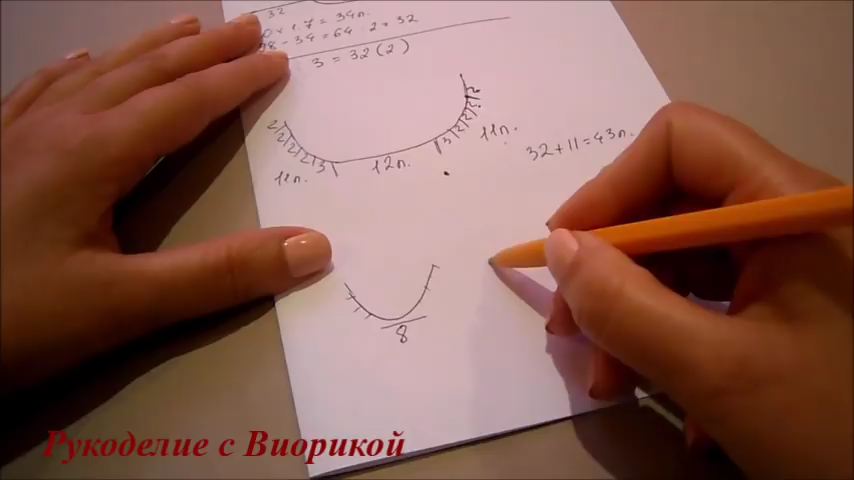 32
× 1.7 = 34п.
98 - 34 = 64 : 2 = 32
3 = 32 (2)
2 2 2 2 2 3
11п.
12п.
3 2 2 2 2
11п.
32 + 11 = 43п.
8
Рукоделие с Виорикой